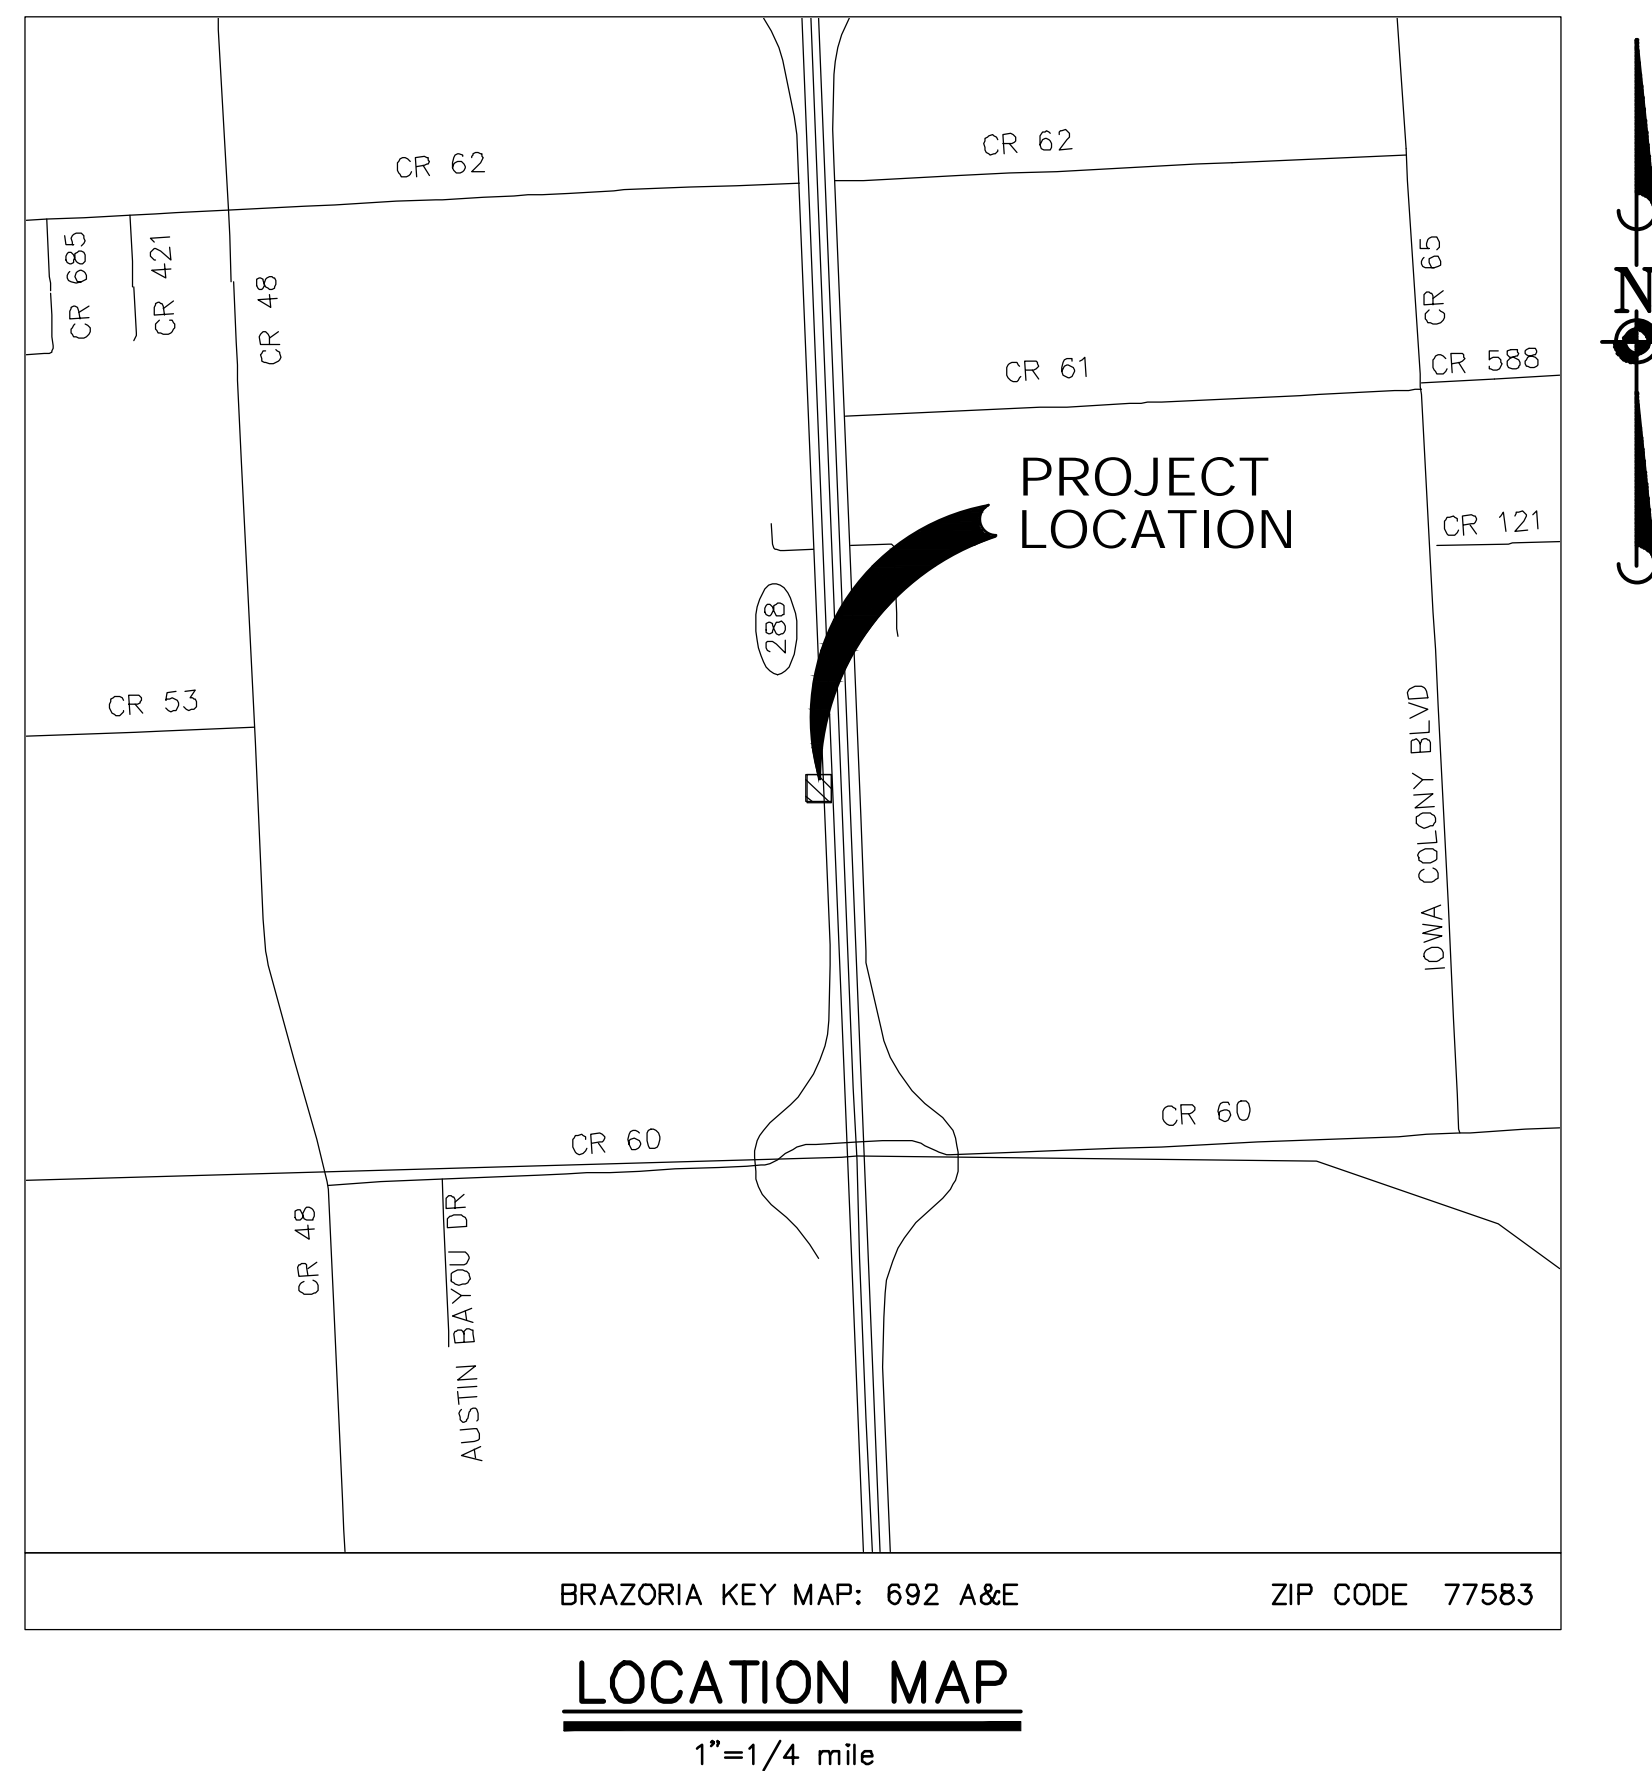 CR 62
CR 62
CR 685
CR 421
CR 48
CR 65
N
CR 61
CR 588
PROJECT
LOCATION
CR 121
288
CR 53
IOWA COLONY BLVD
CR 60
CR 60
CR 48
AUSTIN BAYOU DR
BRAZORIA KEY MAP: 692 A&E
ZIP CODE 77583
LOCATION MAP
1"=1/4 mile